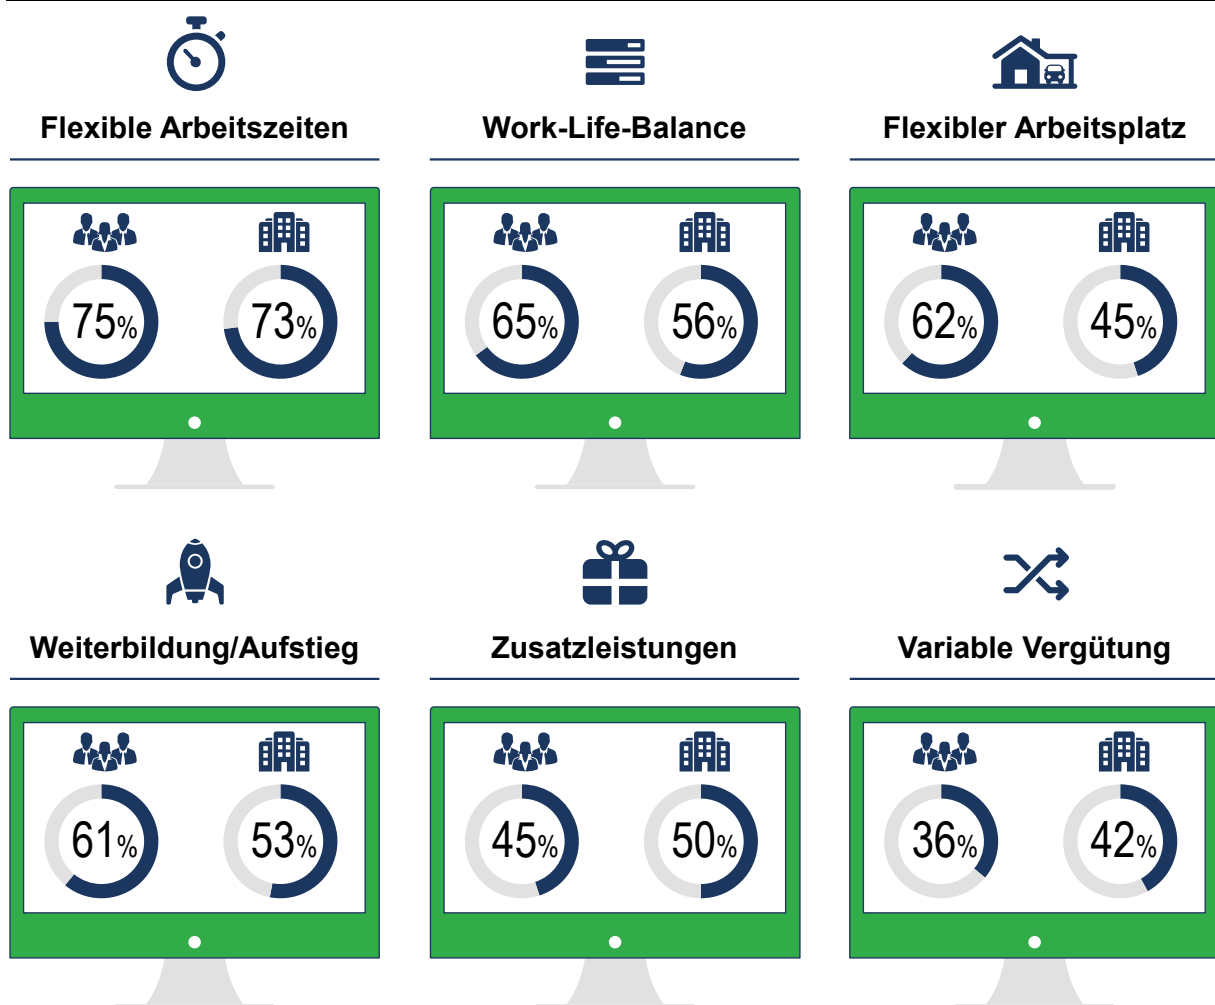 Flexible Arbeitszeiten
Work-Life-Balance
Flexibler Arbeitsplatz
75%
73%
65%
56%
62%
45%
Weiterbildung/Aufstieg
Zusatzleistungen
Variable Vergütung
61%
53%
45%
50%
36%
42%